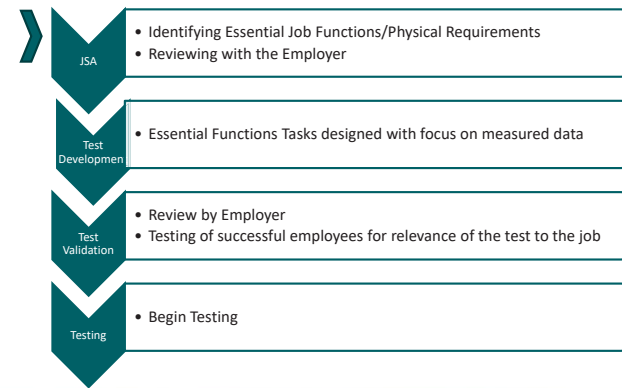 JSA
• Identifying Essential Job Functions/Physical Requirements
• Reviewing with the Employer
Test
Developmen
• Essential Functions Tasks designed with focus on measured data
Test
Validation
• Review by Employer
• Testing of successful employees for relevance of the test to the job
Testing
• Begin Testing